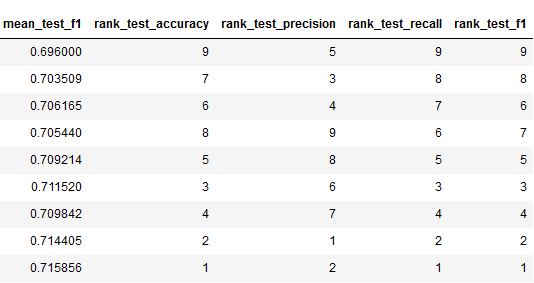 mean_test_f1 rank_test_accuracy rank_test_precision rank_test_recall rank_test_f1
0.696000 9 5 9 9
0.703509 7 3 8 8
0.706165 6 4 7 6
0.705440 8 9 6 7
0.709214 5 8 5 5
0.711520 3 6 3 3
0.709842 4 7 4 4
0.714405 2 1 2 2
0.715856 1 2 1 1